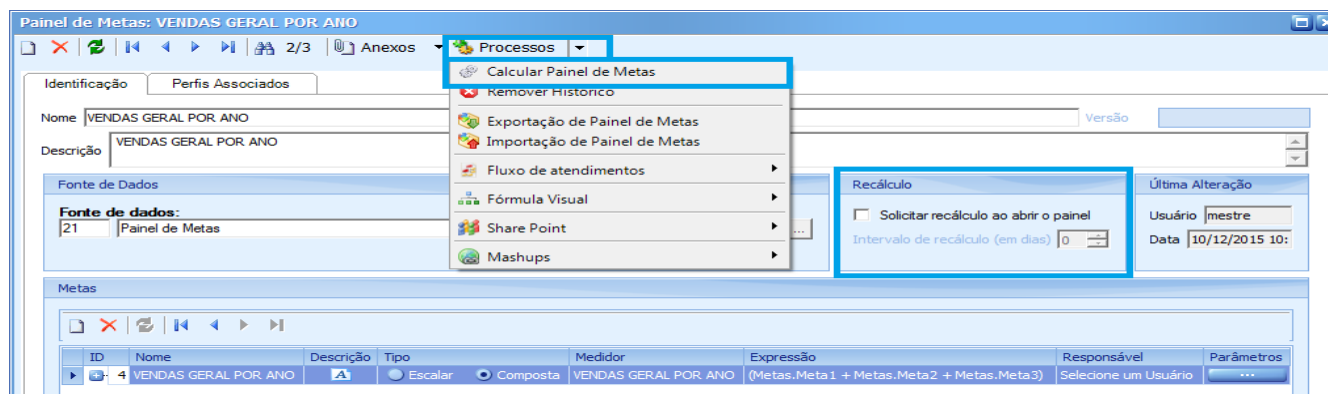 Painel de Metas: VENDAS GERAL POR ANO
2/3 Anexos Processos
Calcular Painel de Metas
Remover Histórico
Exportação de Painel de Metas
Importação de Painel de Metas
Fluxo de atendimentos
Fórmula Visual
Share Point
Mashups
Identificação Perfis Associados
Nome VENDAS GERAL POR ANO Versão
Descrição VENDAS GERAL POR ANO
Fonte de Dados Recálculo Última Alteração
Fonte de dados: Solicitar recálculo ao abrir o painel Usuário mestre
21 Painel de Metas ... Intervalo de recálculo (em dias) 0 Data 10/12/2015 10:
Metas
ID Nome Descrição Tipo Medidor Expressão Responsável Parâmetros
4 VENDAS GERAL POR ANO A Escalar Composta VENDAS GERAL POR ANO (Metas.Meta1 + Metas.Meta2 + Metas.Meta3) Selecione um Usuário ...